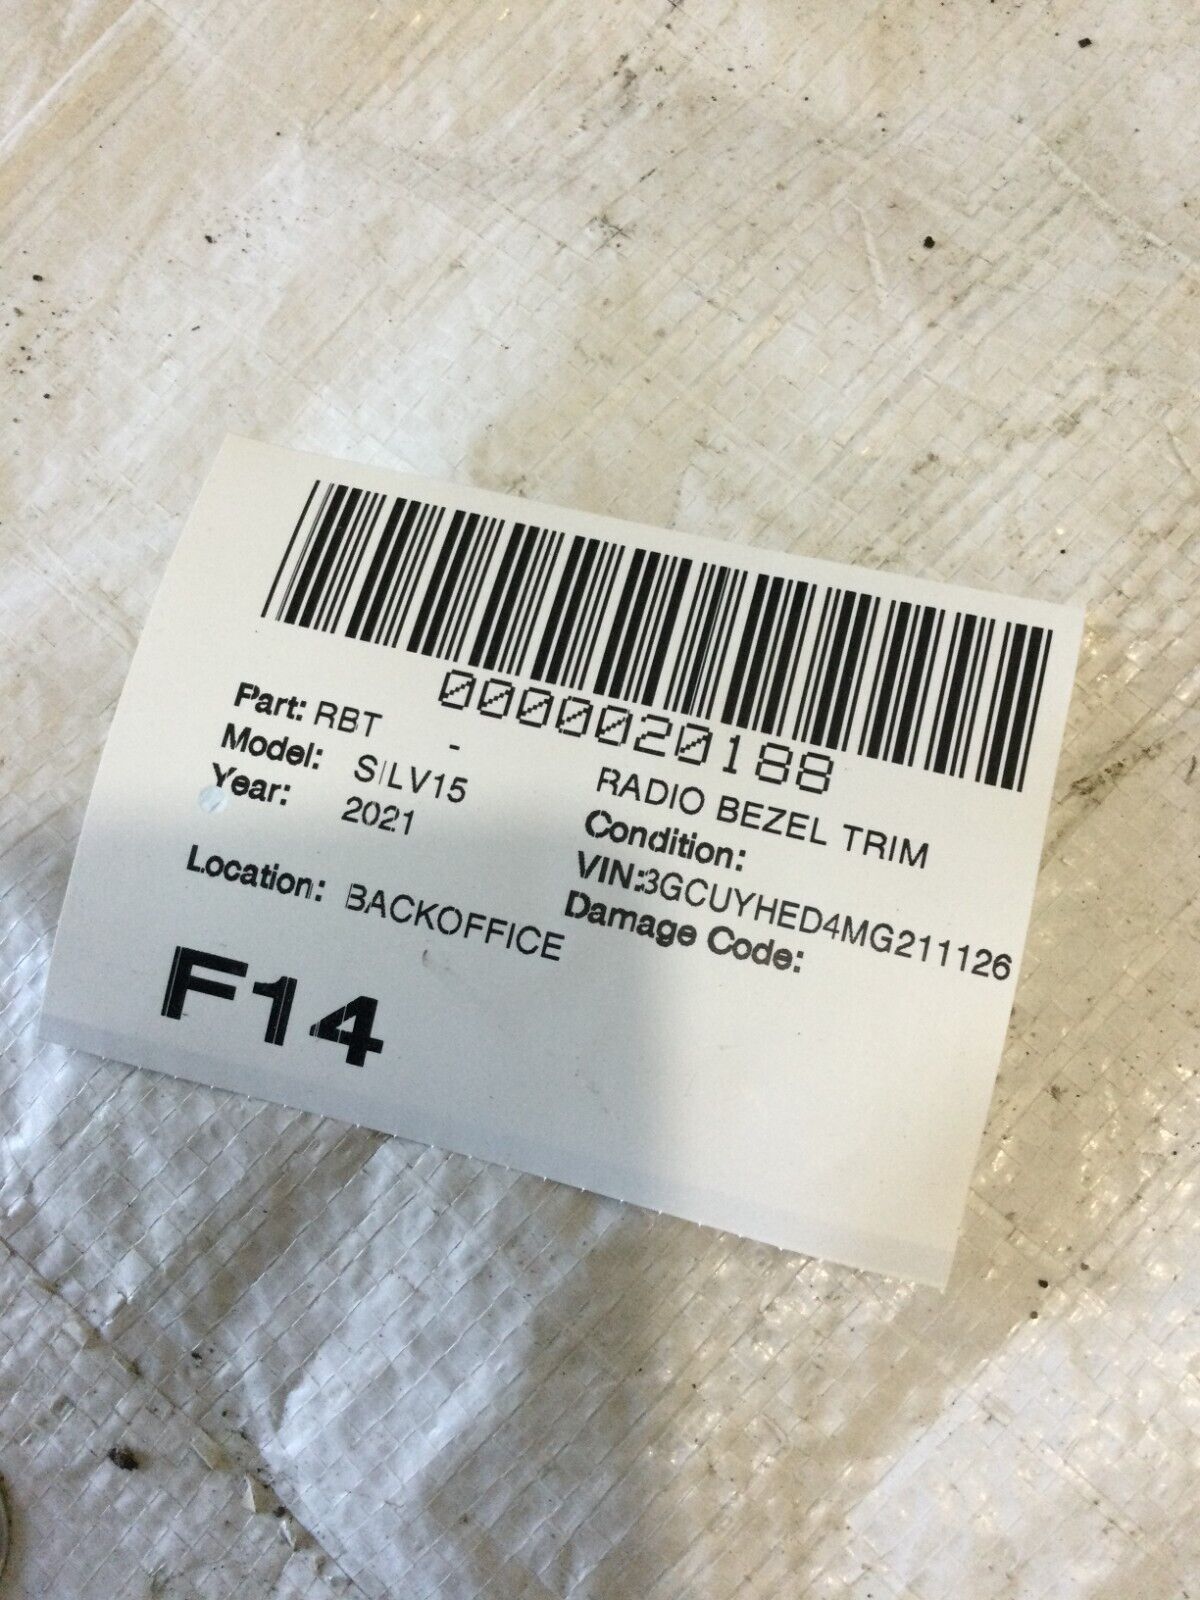 0000020188
Part: RBT - RADIO BEZEL TRIM
Model: SILV15 Condition:
Year: 2021 VIN:3GCUYHED4MG211126
Damage Code:
Location: BACKOFFICE
F14